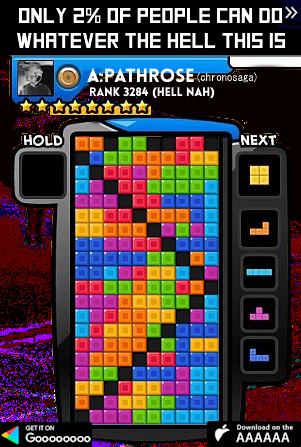 ONLY 2% OF PEOPLE CAN DO
WHATEVER THE HELL THIS IS
A:PATHROSE(chronosaga)
RANK 3284 (HELL NAH)
HOLD
NEXT
GET IT ON
Goooooooo
Download on the
AAAAAA